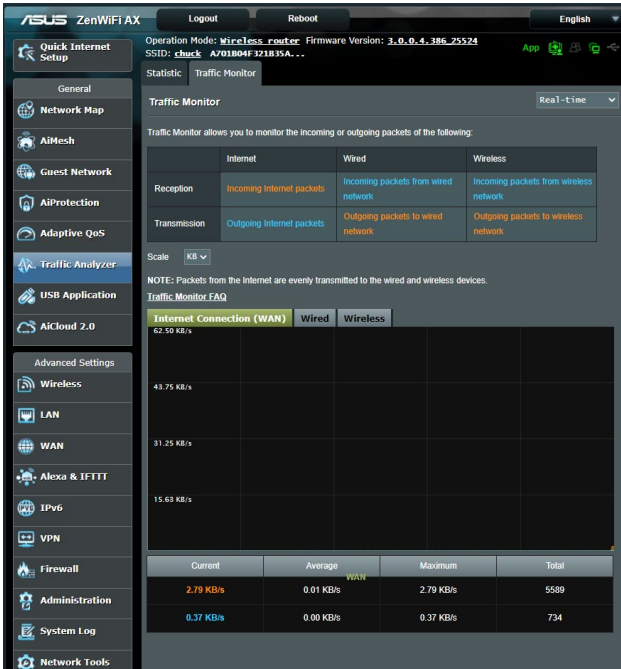 ASUS ZenWiFi AX Logout Reboot English
Quick Internet
Setup
General
Network Map
AiMesh
Guest Network
AiProtection
Adaptive QoS
Traffic Analyzer
USB Application
AiCloud 2.0
Advanced Settings
Wireless
LAN
WAN
Alexa & IFTTT
IPv6
VPN
Firewall
Administration
System Log
Network Tools
Operation Mode: Wireless router Firmware Version: 3.0.0.4.386_25524
SSID: chuck A701B04F321B35A...
App
Statistic Traffic Monitor
Traffic Monitor Real-time
Traffic Monitor allows you to monitor the incoming or outgoing packets of the following:
Internet Wired Wireless
Reception Incoming Internet packets Incoming packets from wired network Incoming packets from wireless network
Transmission Outgoing Internet packets Outgoing packets to wired network Outgoing packets to wireless network
Scale KB
NOTE: Packets from the Internet are evenly transmitted to the wired and wireless devices.
Traffic Monitor FAQ
Internet Connection (WAN) Wired Wireless
62.50 KB/s
43.75 KB/s
31.25 KB/s
15.63 KB/s
Current Average Maximum Total
WAN
2.79 KB/s 0.01 KB/s 2.79 KB/s 5589
0.37 KB/s 0.00 KB/s 0.37 KB/s 734